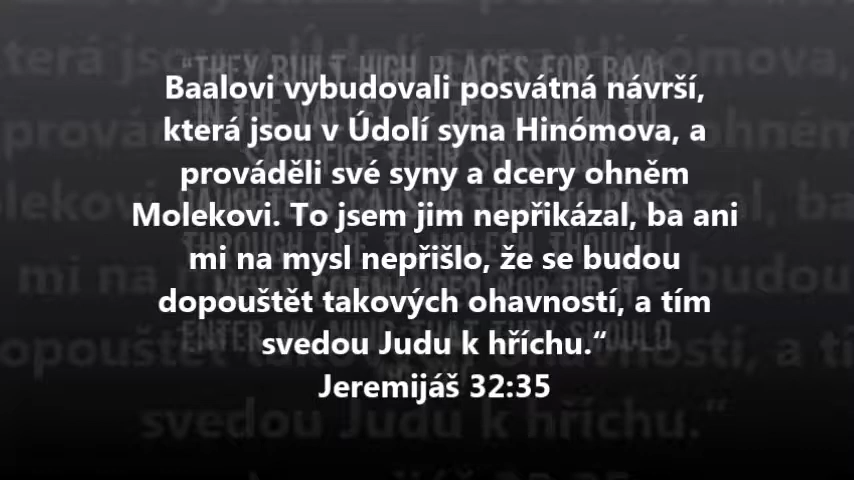 Baalovi vybudovali posvátná návrší,
která jsou v Údolí syna Hinómova, a
prováděli své syny a dcery ohněm
Molekovi. To jsem jim nepřikázal, ba ani
mi na mysl nepřišlo, že se budou
dopouštět takových ohavností, a tím
svedou Judu k hříchu.“
Jeremijáš 32:35